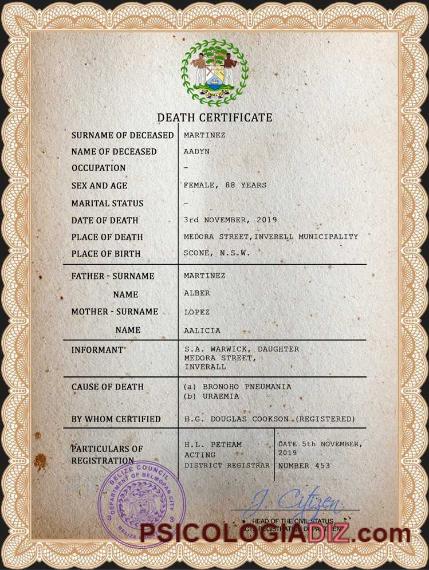 DEATH CERTIFICATE
SURNAME OF DECEASED MARTINEZ
NAME OF DECEASED AADYN
OCCUPATION –
SEX AND AGE FEMALE, 88 YEARS
MARITAL STATUS –
DATE OF DEATH 3rd NOVEMBER, 2019
PLACE OF DEATH MEDORA STREET, INVERELL MUNICIPALITY
PLACE OF BIRTH SCONE, N.S.W.
FATHER - SURNAME MARTINEZ
NAME ALBER
MOTHER - SURNAME LOPEZ
NAME AALICIA
INFORMANT S.A. WARWICK, DAUGHTER
MEDORA STREET,
INVERALL
CAUSE OF DEATH (a) BRONOHO PNEUMANIA
(b) URAEMIA
BY WHOM CERTIFIED H.G. DOUGLAS COOKSON (REGISTERED)
PARTICULARS OF
REGISTRATION
H.L. PETHAM
ACTING
DISTRICT REGISTRAR
DATE 5th NOVEMBER,
2019
NUMBER 453
BELIZE COUNCIL
DEPARTMENT OF BELMOPAN CITY
J. Citizen
HEAD OF THE CIVIL STATUS
PSICOLOGIADIZ.com